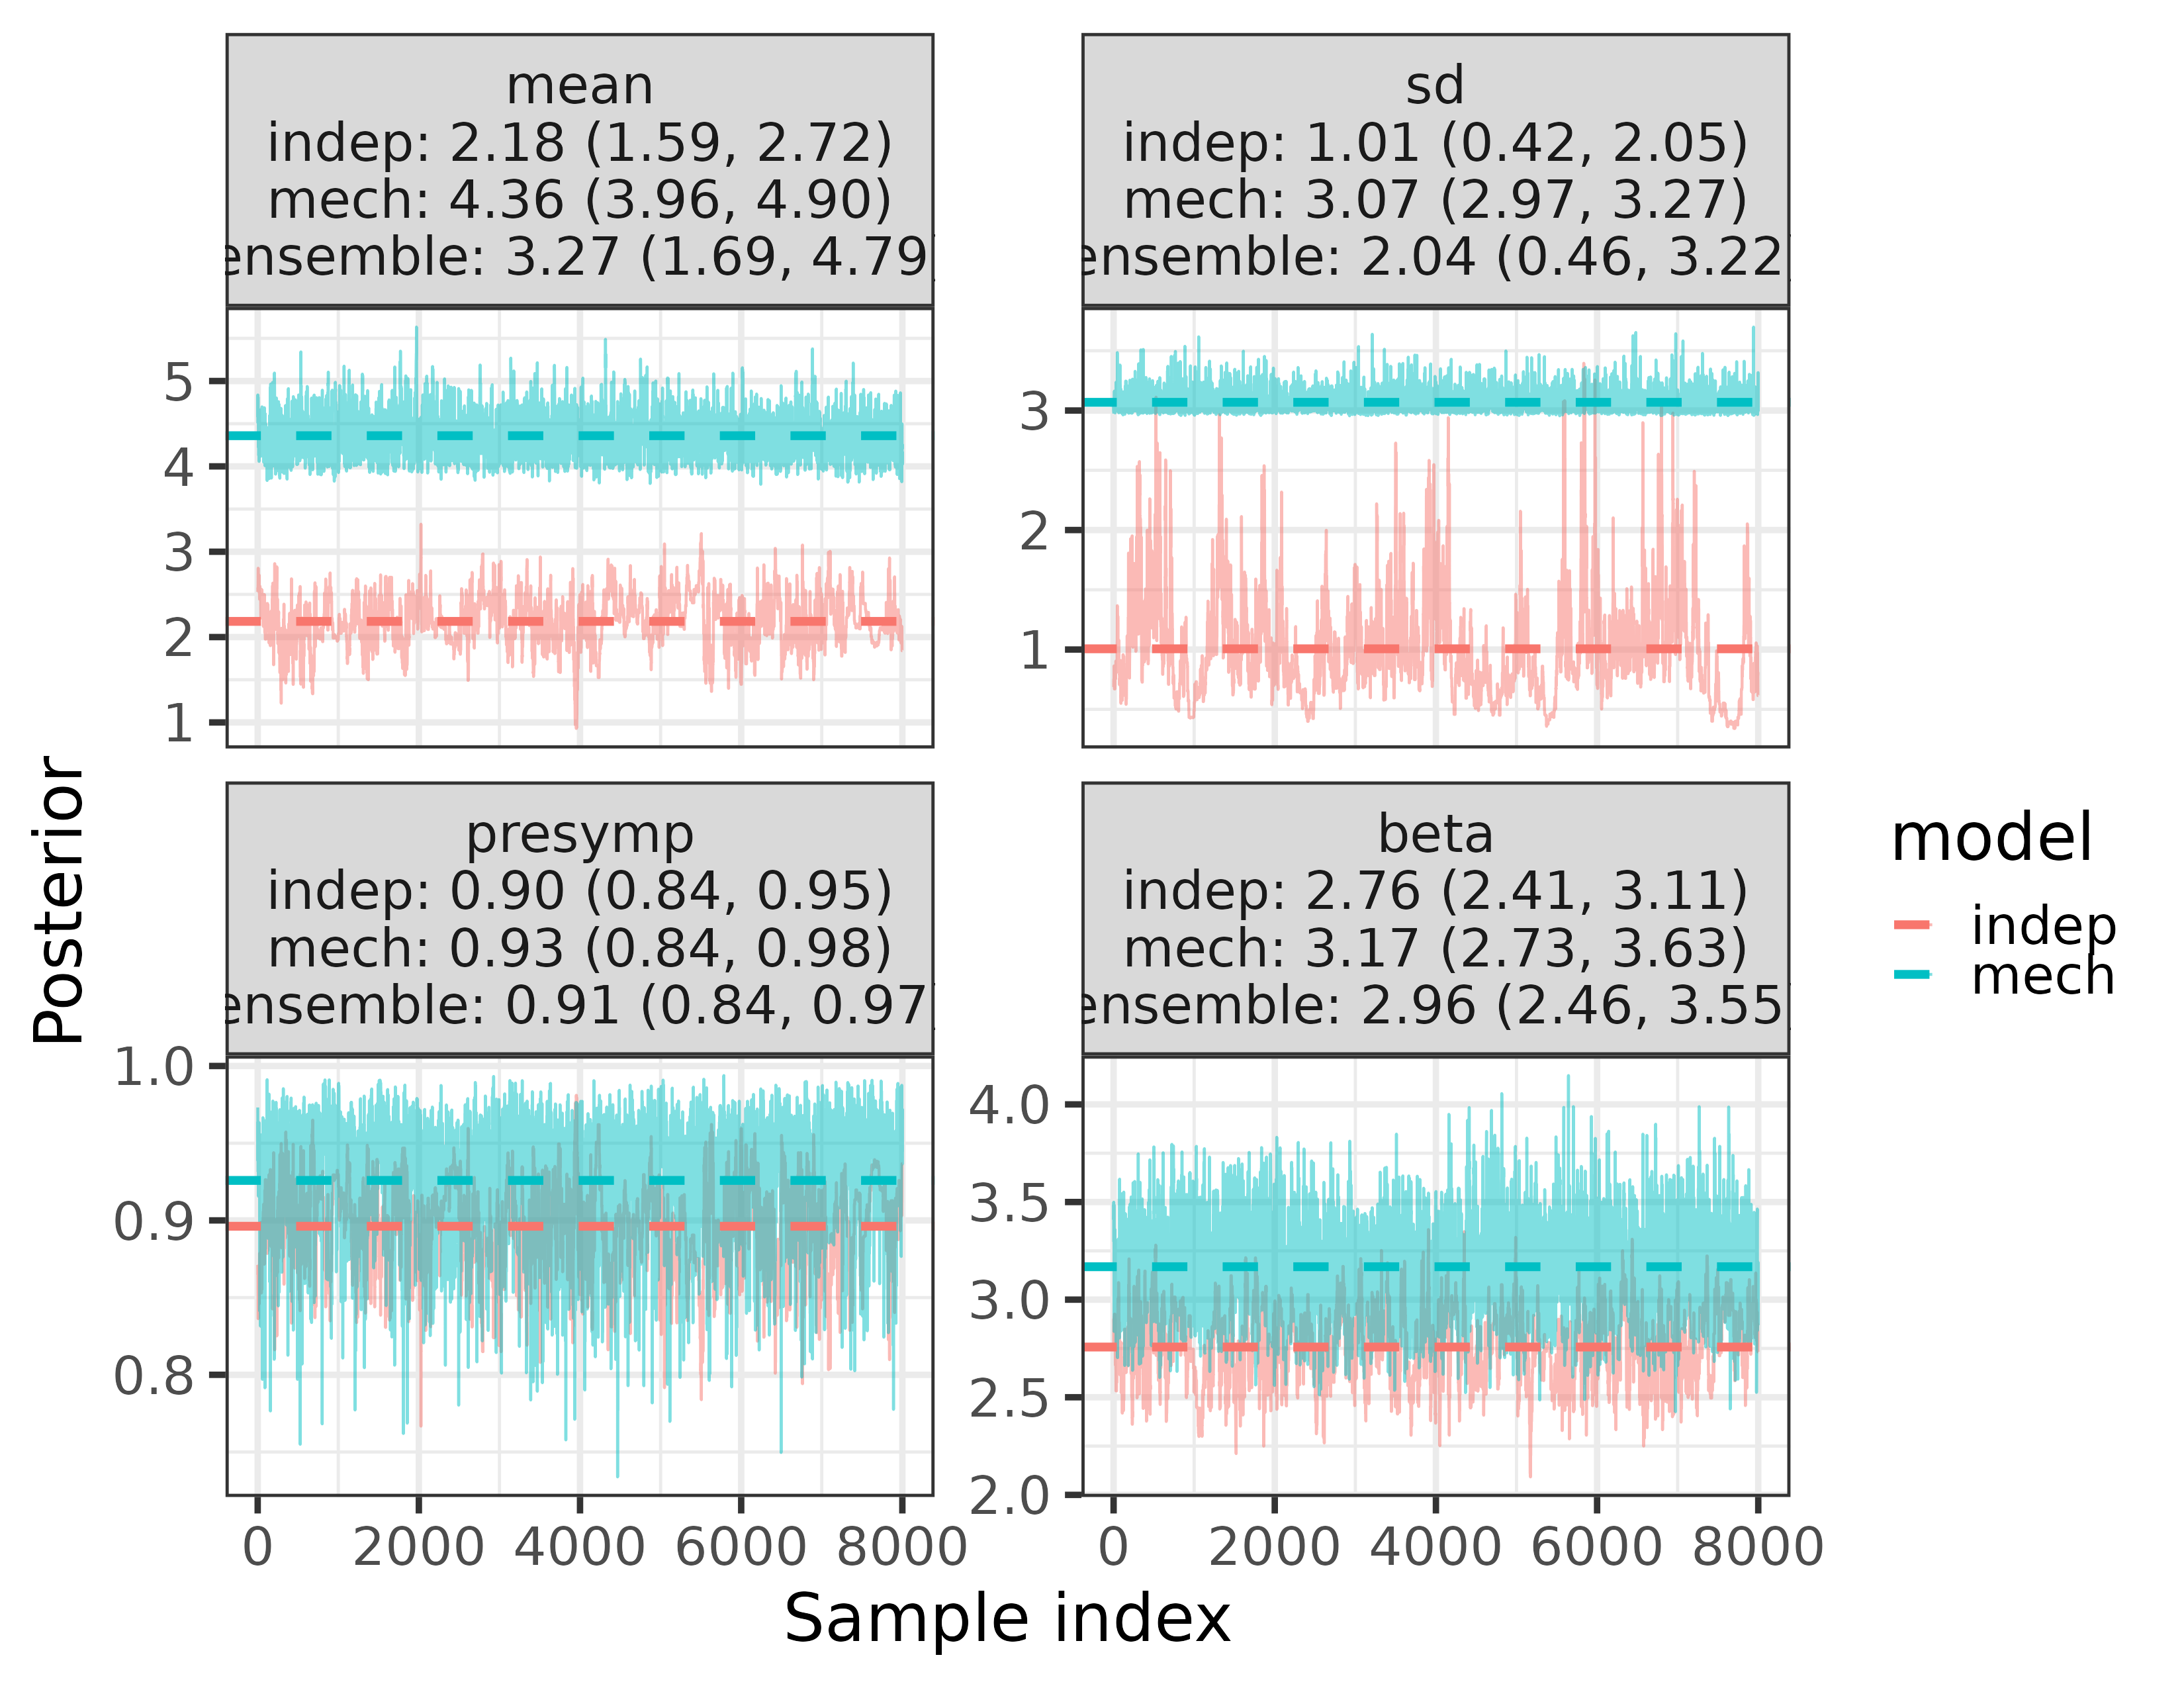 mean
indep: 2.18 (1.59, 2.72)
mech: 4.36 (3.96, 4.90)
ensemble: 3.27 (1.69, 4.79
sd
indep: 1.01 (0.42, 2.05)
mech: 3.07 (2.97, 3.27)
ensemble: 2.04 (0.46, 3.22
5
4
3
2
1
3
2
1
presymp
indep: 0.90 (0.84, 0.95)
mech: 0.93 (0.84, 0.98)
ensemble: 0.91 (0.84, 0.97
beta
indep: 2.76 (2.41, 3.11)
mech: 3.17 (2.73, 3.63)
ensemble: 2.96 (2.46, 3.55
1.0
0.9
0.8
4.0
3.5
3.0
2.5
2.0
0 2000 4000 6000 8000
0 2000 4000 6000 8000
Sample index
Posterior
model
indep
mech